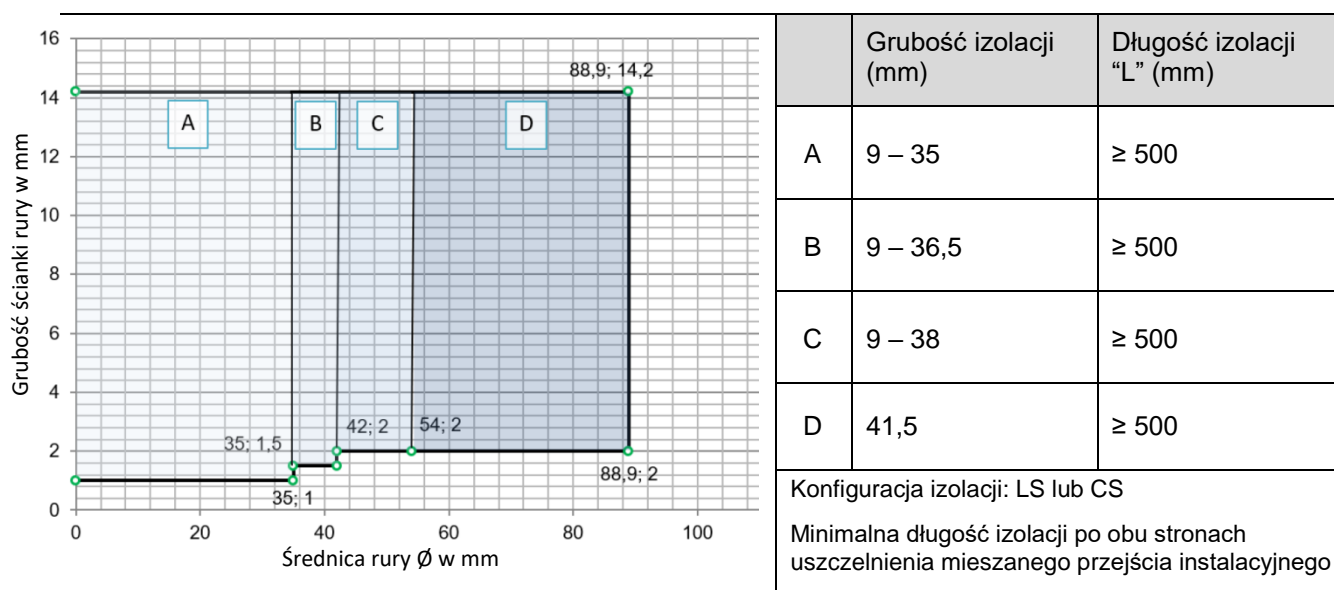 16
14
12
10
8
6
4
2
0
Grubość ścianki rury w mm
88,9; 14,2
A
B
C
D
35; 1,5
42; 2
54; 2
35; 1
88,9; 2
0
20
40
60
80
100
Średnica rury Ø w mm
Grubość izolacji
(mm)
Długość izolacji
“L” (mm)
A
9 – 35
≥ 500
B
9 – 36,5
≥ 500
C
9 – 38
≥ 500
D
41,5
≥ 500
Konfiguracja izolacji: LS lub CS
Minimalna długość izolacji po obu stronach
uszczelnienia mieszanego przejścia instalacyjnego